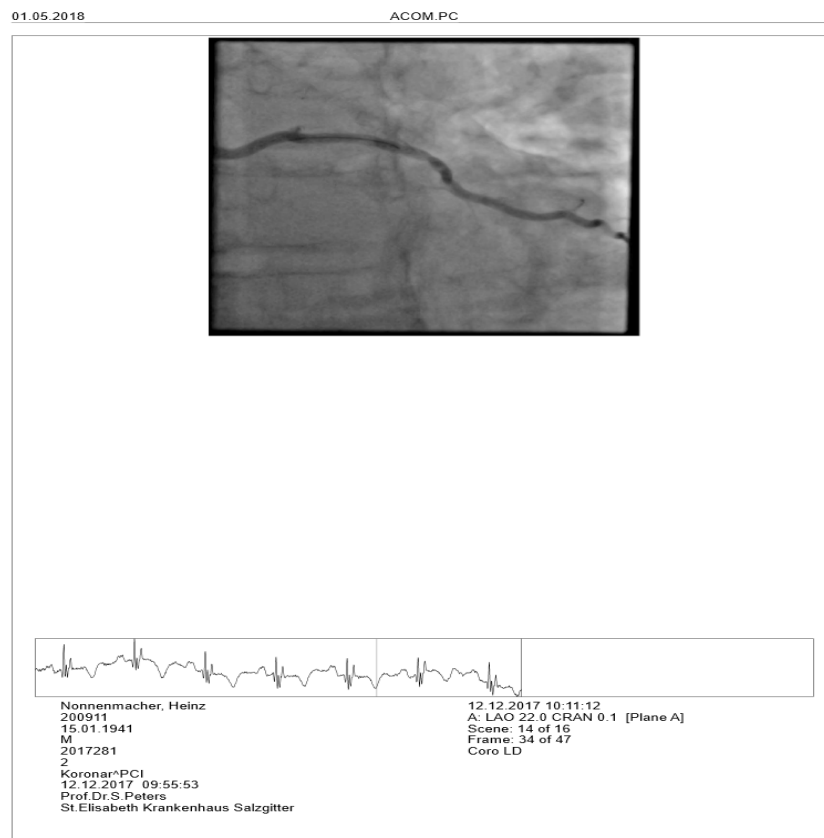 01.05.2018
ACOM.PC
Nonnenmacher, Heinz
200911
15.01.1941
M
2017281
2
Koronar^PCI
12.12.2017 09:55:53
Prof.Dr.S.Peters
St.Elisabeth Krankenhaus Salzgitter
12.12.2017 10:11:12
A: LAO 22.0 CRAN 0.1 [Plane A]
Scene: 14 of 16
Frame: 34 of 47
Coro LD